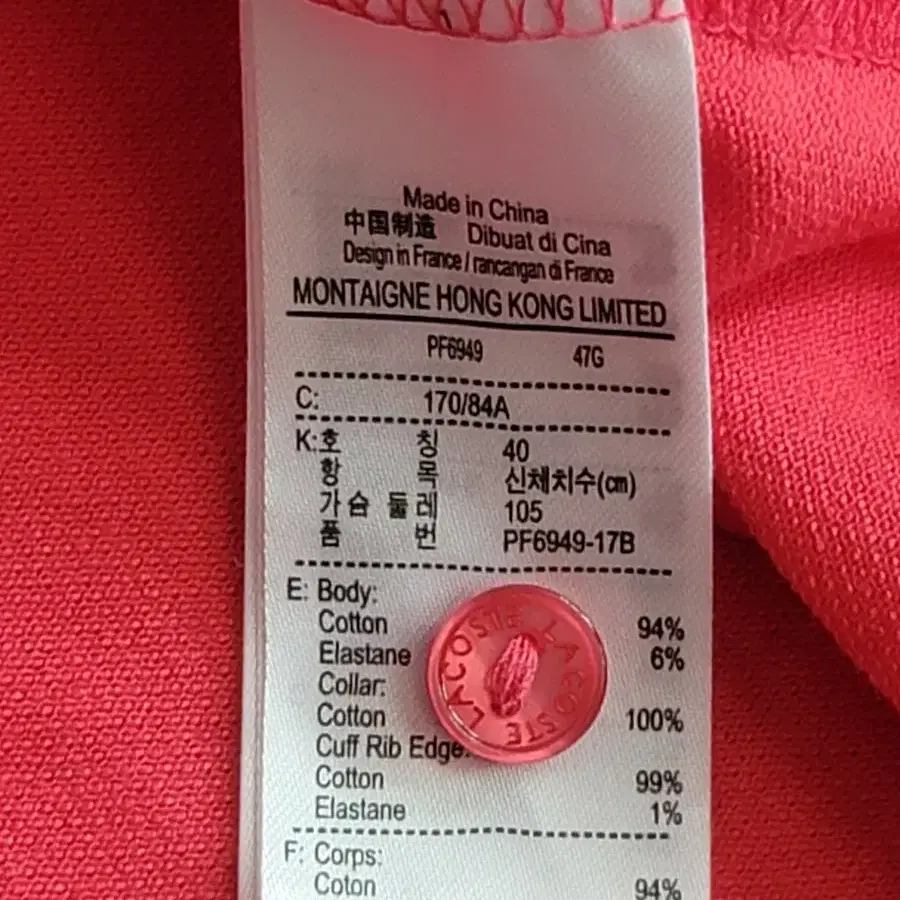 Made in China
中国制造 Dibuat di Cina
Design in France / rancangan di France
MONTAIGNE HONG KONG LIMITED
PF6949 47G
C: 170/84A
K:호 칭 40
항 목 신체치수(cm)
가슴 둘레 105
품 번 PF6949-17B
E: Body:
Cotton 94%
Elastane 6%
Collar:
Cotton 100%
Cuff Rib Edge:
Cotton 99%
Elastane 1%
F: Corps:
Coton 94%
LACOSTE LACOSTE